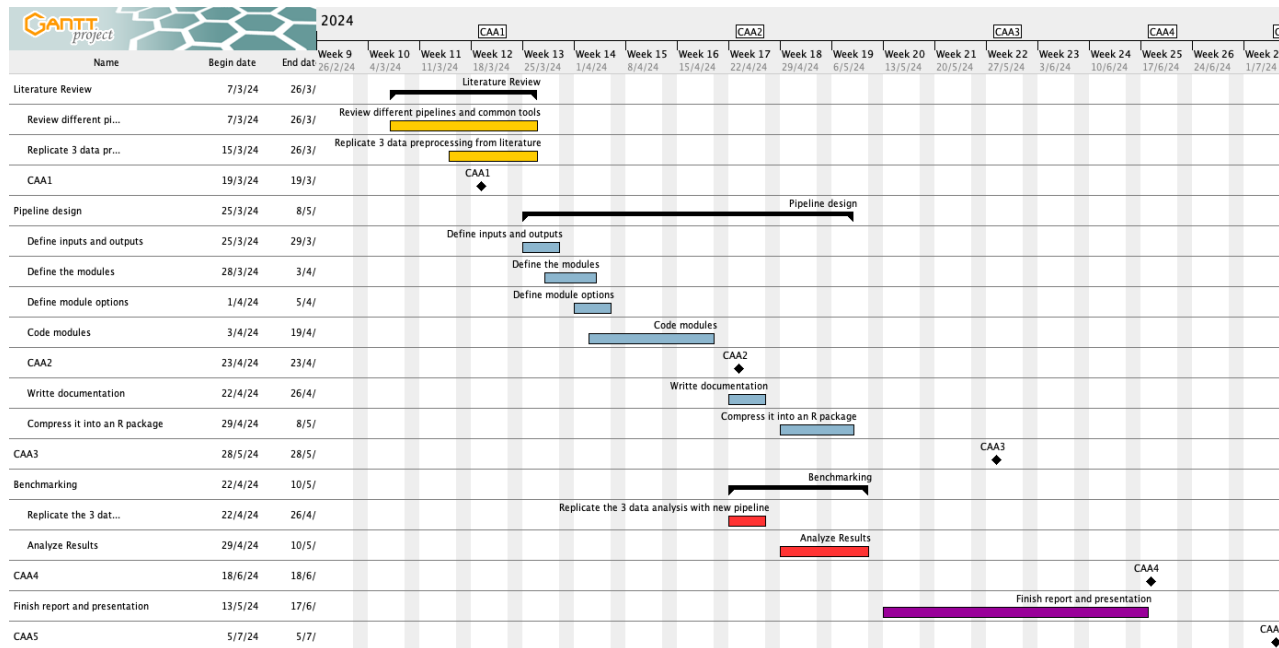 GANTT project
2024
CAA1 CAA2 CAA3 CAA4 C
Name Begin date End dat
Week 9 Week 10 Week 11 Week 12 Week 13 Week 14 Week 15 Week 16 Week 17 Week 18 Week 19 Week 20 Week 21 Week 22 Week 23 Week 24 Week 25 Week 26 Week 2
26/2/24 4/3/24 11/3/24 18/3/24 25/3/24 1/4/24 8/4/24 15/4/24 22/4/24 29/4/24 6/5/24 13/5/24 20/5/24 27/5/24 3/6/24 10/6/24 17/6/24 24/6/24 1/7/24
Literature Review 7/3/24 26/3/ Literature Review
Review different pi... 7/3/24 26/3/ Review different pipelines and common tools
Replicate 3 data pr... 15/3/24 26/3/ Replicate 3 data preprocessing from literature
CAA1 19/3/24 19/3/ CAA1
Pipeline design 25/3/24 8/5/ Pipeline design
Define inputs and outputs 25/3/24 29/3/ Define inputs and outputs
Define the modules 28/3/24 3/4/ Define the modules
Define module options 1/4/24 5/4/ Define module options
Code modules 3/4/24 19/4/ Code modules
CAA2 23/4/24 23/4/ CAA2
Writte documentation 22/4/24 26/4/ Writte documentation
Compress it into an R package 29/4/24 8/5/ Compress it into an R package
CAA3 28/5/24 28/5/ CAA3
Benchmarking 22/4/24 10/5/ Benchmarking
Replicate the 3 dat... 22/4/24 26/4/ Replicate the 3 data analysis with new pipeline
Analyze Results 29/4/24 10/5/ Analyze Results
CAA4 18/6/24 18/6/ CAA4
Finish report and presentation 13/5/24 17/6/ Finish report and presentation
CAA5 5/7/24 5/7/ CAA